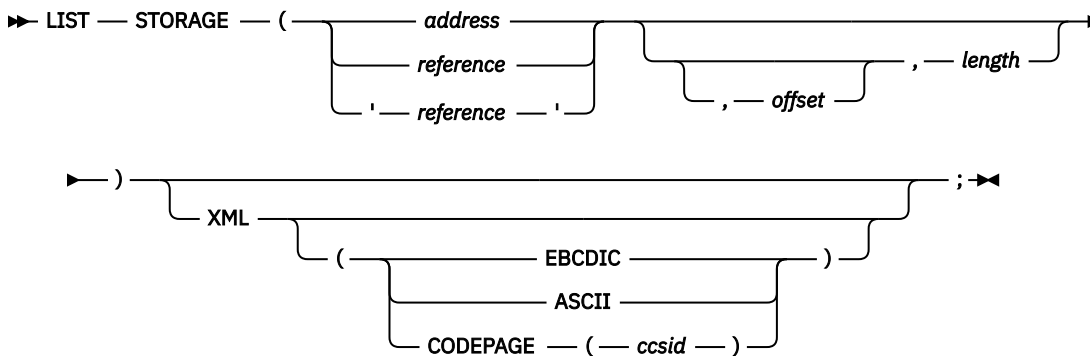 LIST STORAGE ( address
reference
' reference '
, offset , length
) ;
XML
( EBCDIC )
ASCII
CODEPAGE ( ccsid )